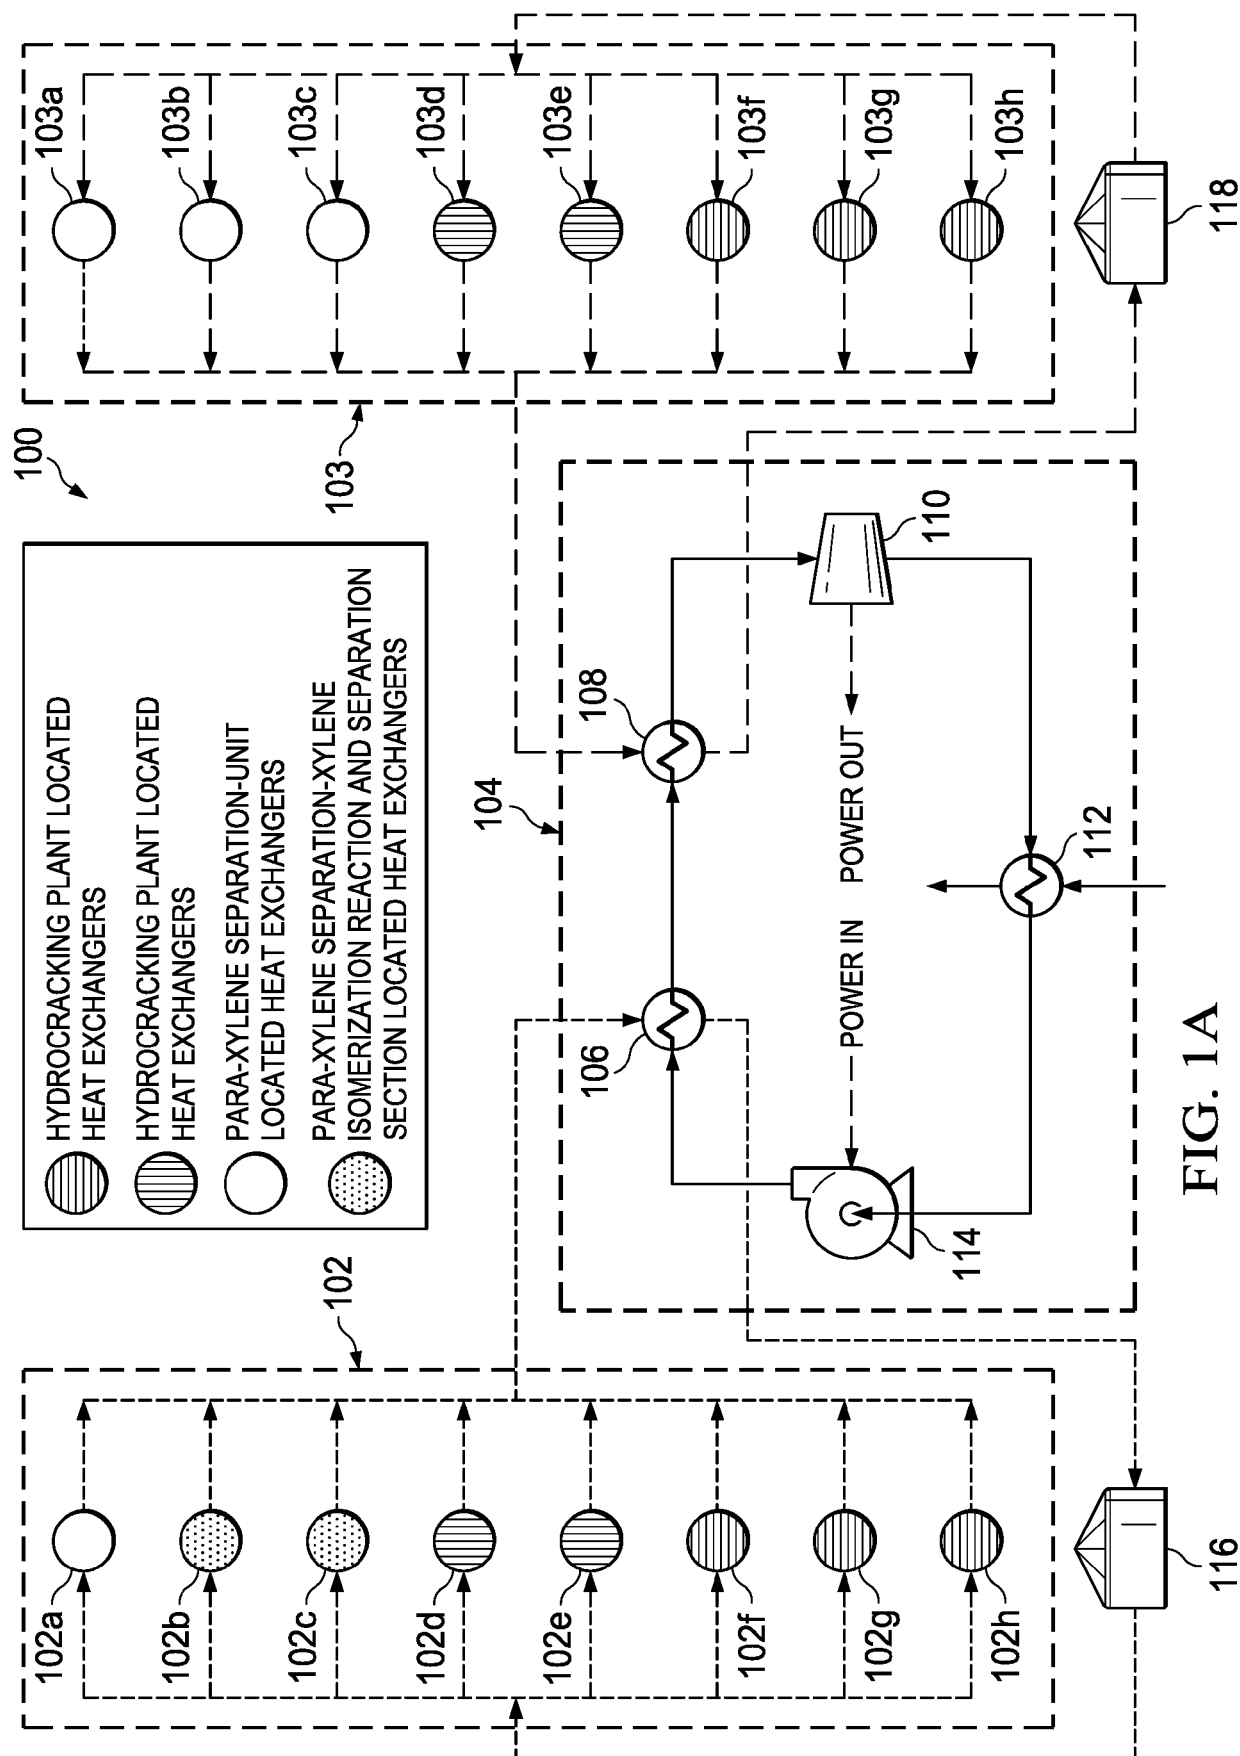 100
HYDROCRACKING PLANT LOCATED
HEAT EXCHANGERS
HYDROCRACKING PLANT LOCATED
HEAT EXCHANGERS
PARA-XYLENE SEPARATION-UNIT
LOCATED HEAT EXCHANGERS
PARA-XYLENE SEPARATION-XYLENE
ISOMERIZATION REACTION AND SEPARATION
SECTION LOCATED HEAT EXCHANGERS
102
102a
102b
102c
102d
102e
102f
102g
102h
116
104
106
108
POWER IN
POWER OUT
110
112
114
103
103a
103b
103c
103d
103e
103f
103g
103h
118
FIG. 1A